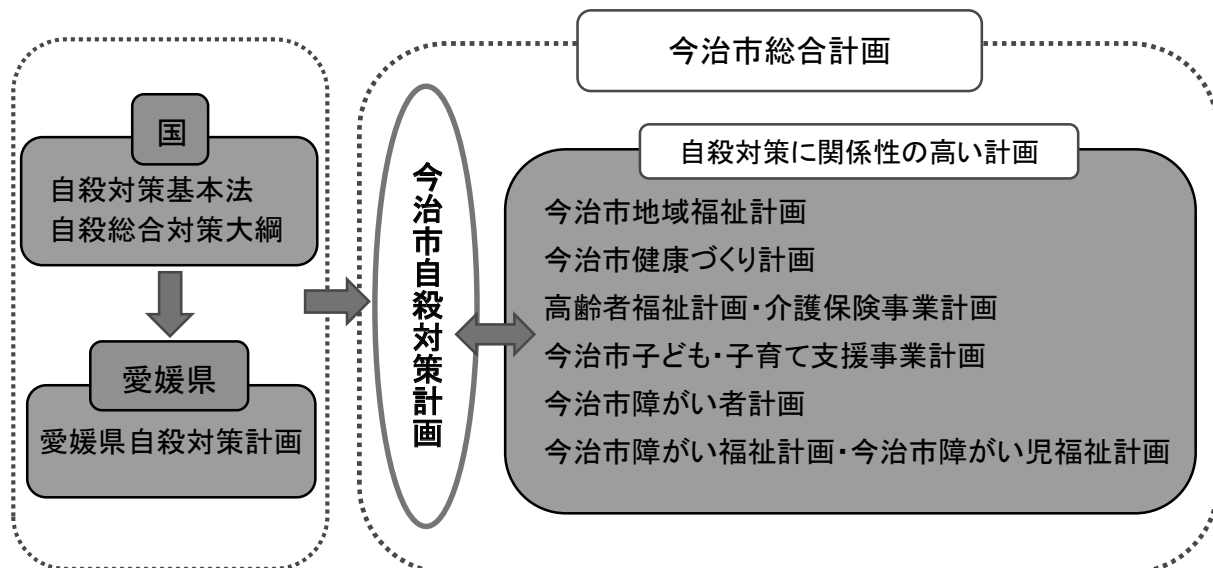 国
自殺対策基本法
自殺総合対策大綱
愛媛県
愛媛県自殺対策計画
今治市総合計画
今治市自殺対策計画
自殺対策に関係性の高い計画
今治市地域福祉計画
今治市健康づくり計画
高齢者福祉計画・介護保険事業計画
今治市子ども・子育て支援事業計画
今治市障がい者計画
今治市障がい福祉計画・今治市障がい児福祉計画